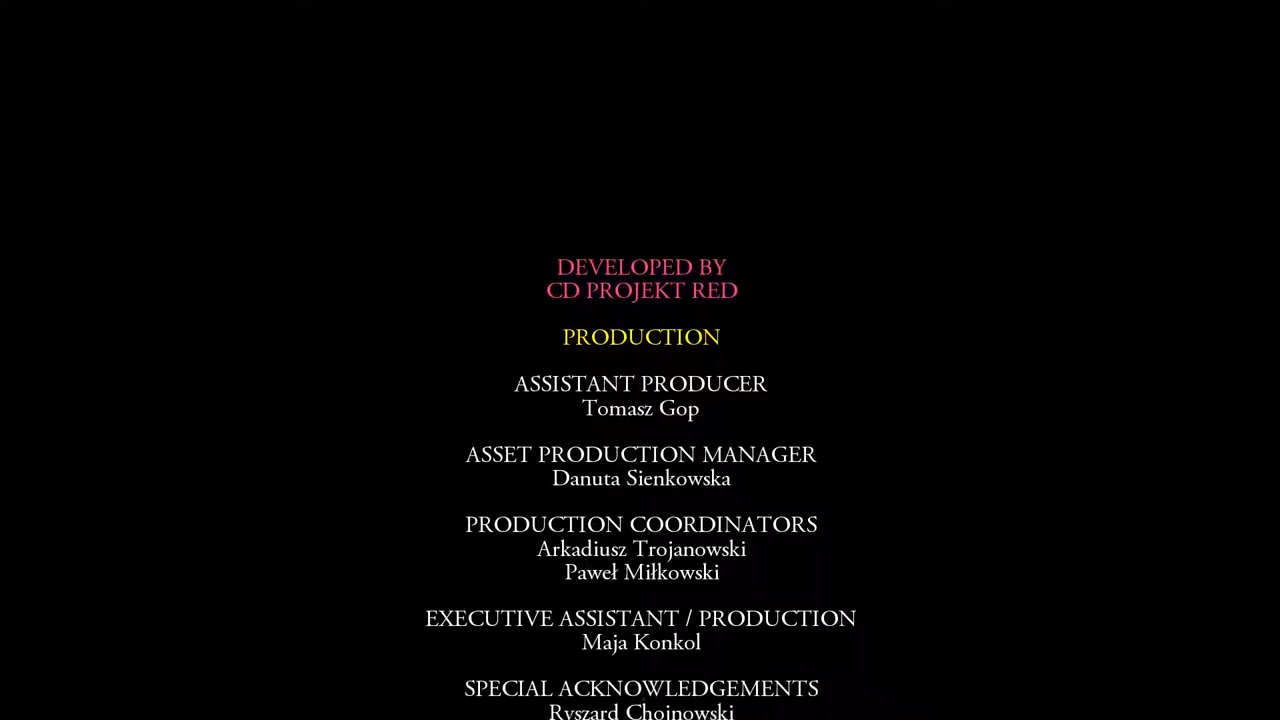 DEVELOPED BY
CD PROJEKT RED
PRODUCTION
ASSISTANT PRODUCER
Tomasz Gop
ASSET PRODUCTION MANAGER
Danuta Sienkowska
PRODUCTION COORDINATORS
Arkadiusz Trojanowski
Paweł Miłkowski
EXECUTIVE ASSISTANT / PRODUCTION
Maja Konkol
SPECIAL ACKNOWLEDGEMENTS
Ryszard Chojnowski